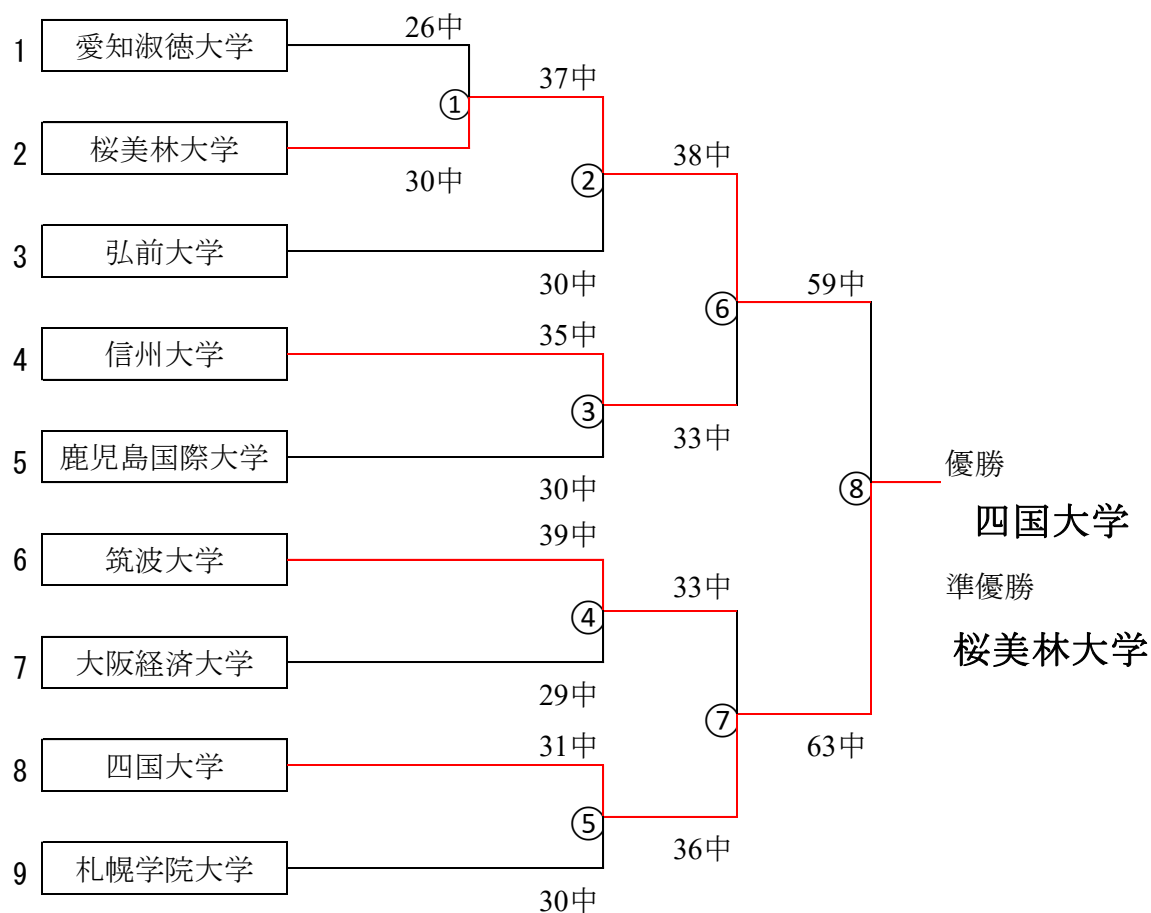 26中
1 愛知淑徳大学
37中
①
2 桜美林大学
38中
30中
②
3 弘前大学
30中
59中
⑥
35中
4 信州大学
③
33中
5 鹿児島国際大学
優勝
30中
⑧
四国大学
39中
6 筑波大学
33中
準優勝
④
桜美林大学
7 大阪経済大学
29中
⑦
31中
63中
8 四国大学
⑤
36中
9 札幌学院大学
30中